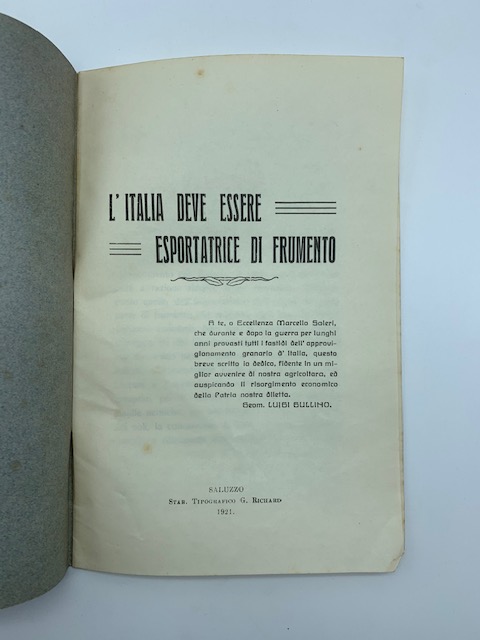 L' ITALIA DEVE ESSERE
ESPORTATRICE DI FRUMENTO
A te, o Eccellenza Marcello Soleri,
che durante e dopo la guerra per lunghi
anni provasti tutti i fastidi dell' approvi-
gionamento granario d' Italia, questo
breve scritto io dedico, fidente in un mi-
glior avvenire di nostra agricoltura, ed
auspicando il risorgimento economico
della Patria nostra diletta.
Geom. LUIGI BULLINO.
SALUZZO
STAB. TIPOGRAFICO G. RICHARD
1921.